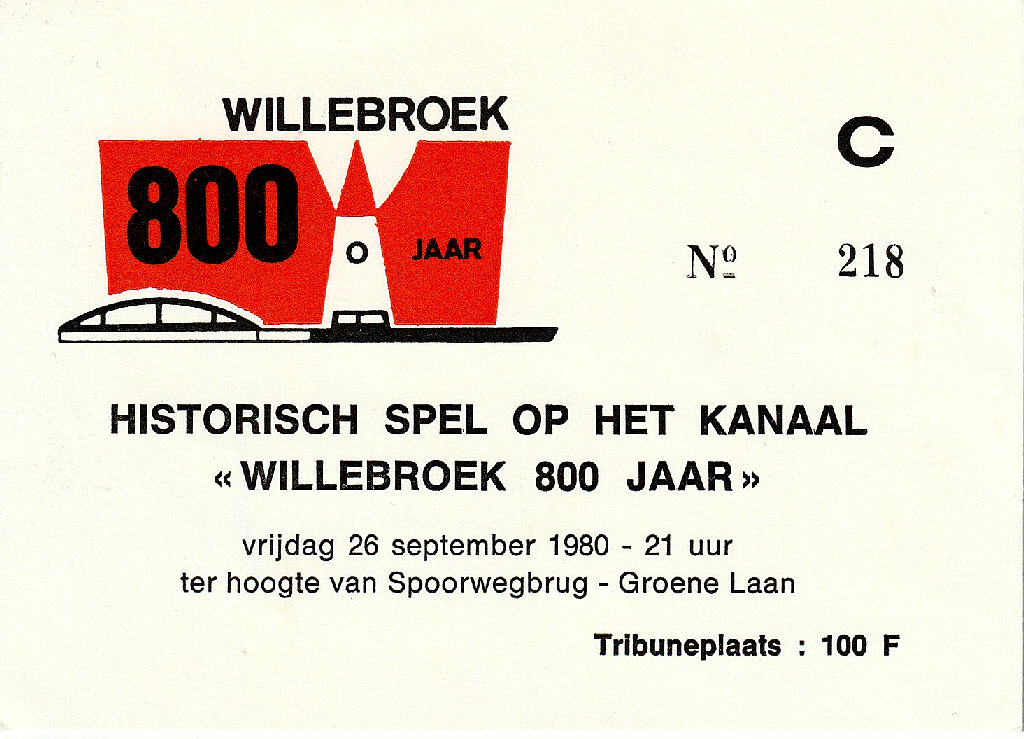 WILLEBROEK
800 JAAR
C
Nº 218
HISTORISCH SPEL OP HET KANAAL
«WILLEBROEK 800 JAAR»
vrijdag 26 september 1980 - 21 uur
ter hoogte van Spoorwegbrug - Groene Laan
Tribuneplaats : 100 F